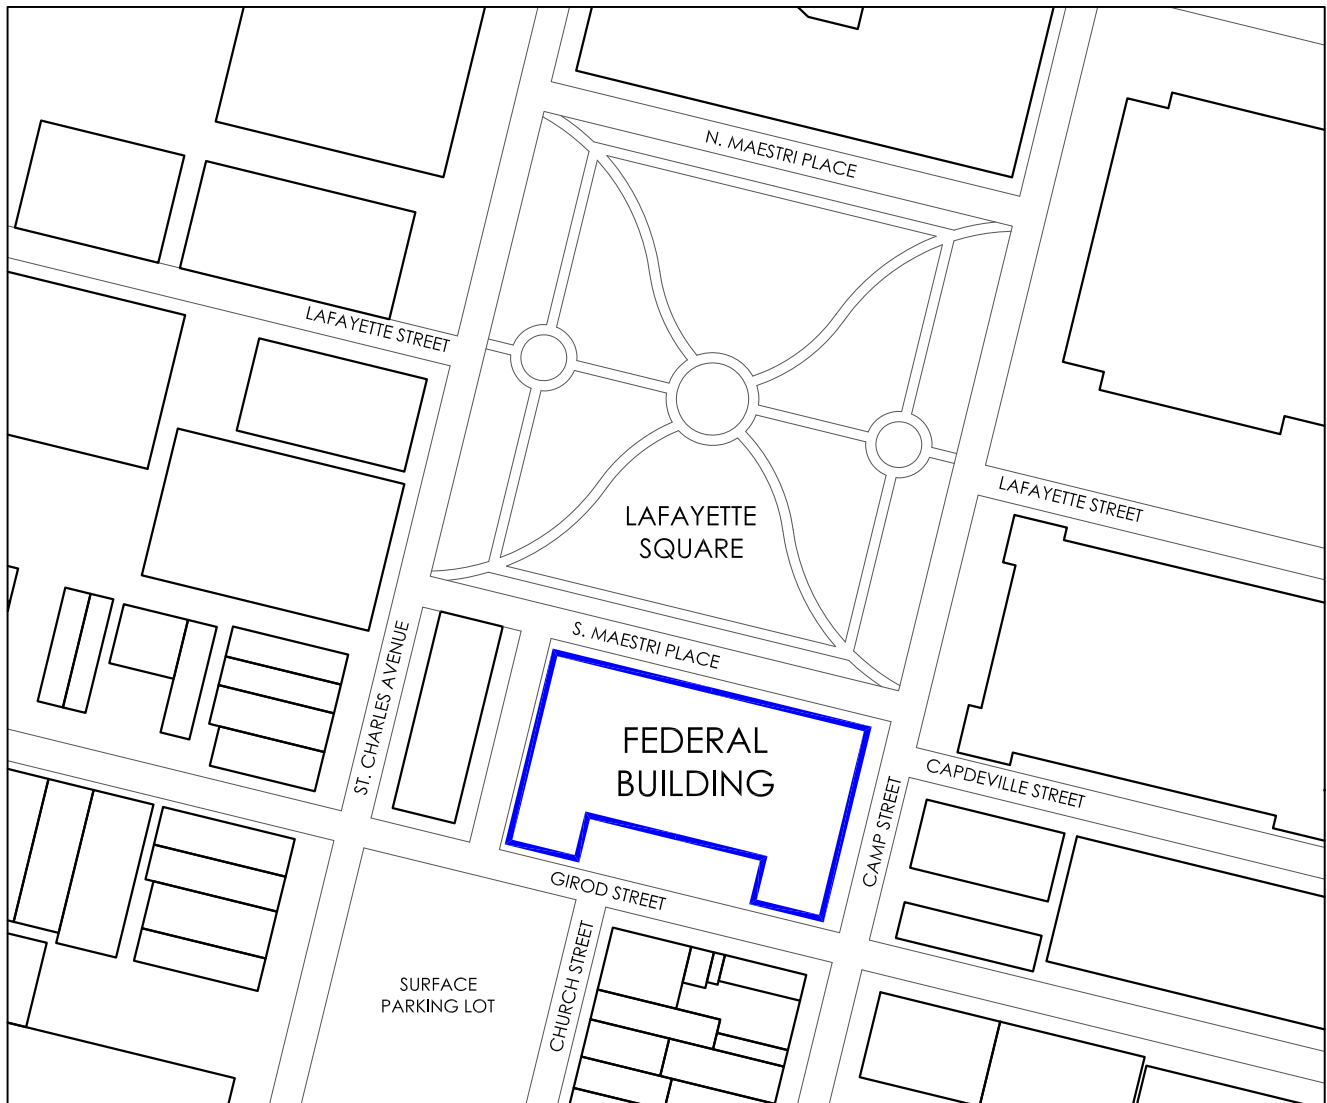 N. MAESTRI PLACE
LAFAYETTE STREET
LAFAYETTE STREET
LAFAYETTE
SQUARE
S. MAESTRI PLACE
ST. CHARLES AVENUE
FEDERAL
BUILDING
CAPDEVILLE STREET
CAMP STREET
GIROD STREET
CHURCH STREET
SURFACE
PARKING LOT